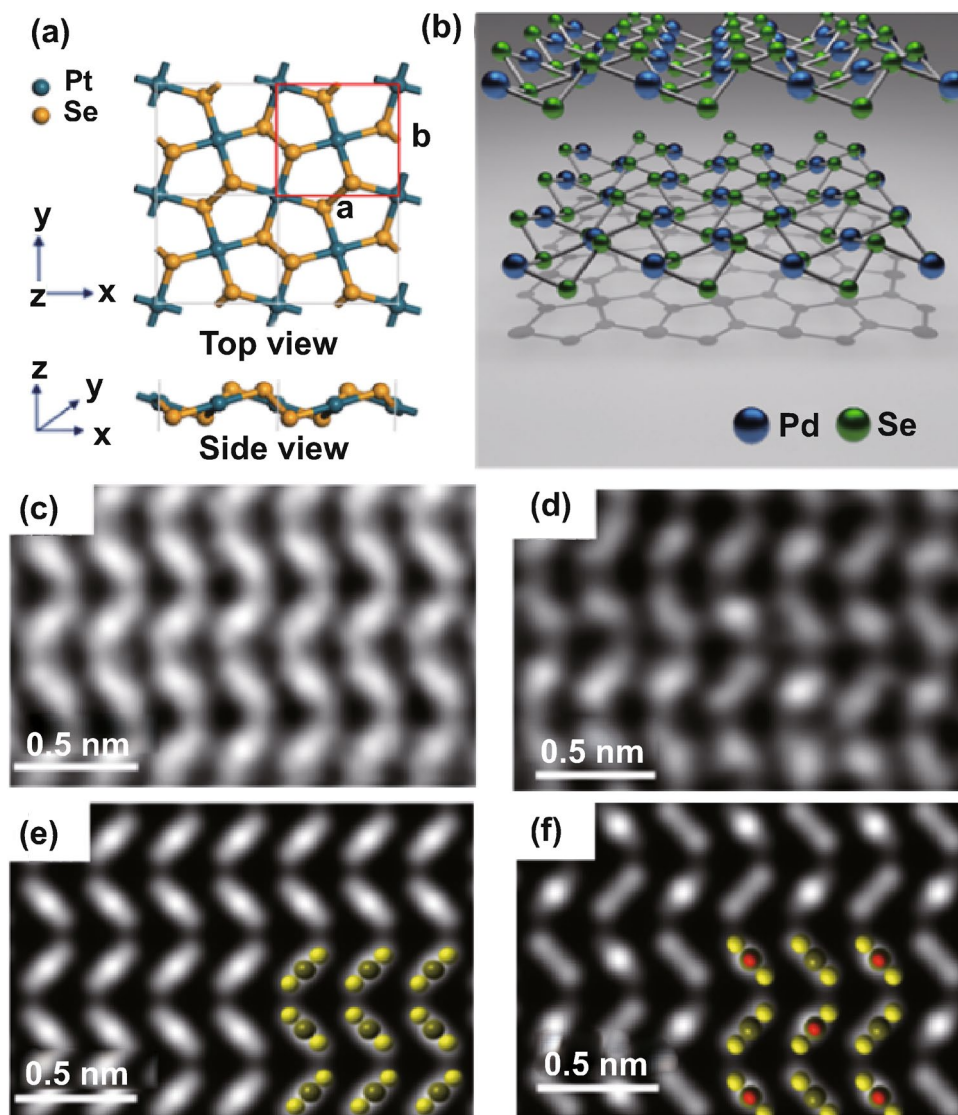 (a)
Pt
Se
b
a
y
z
x
Top view
z
y
x
Side view
(b)
Pd
Se
(c)
0.5 nm
(d)
0.5 nm
(e)
0.5 nm
(f)
0.5 nm